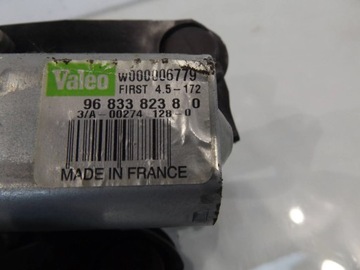 Valeo w000006779
FIRST 4.5-172
96 833 823 8 0
3/A-00274 128-0
MADE IN FRANCE